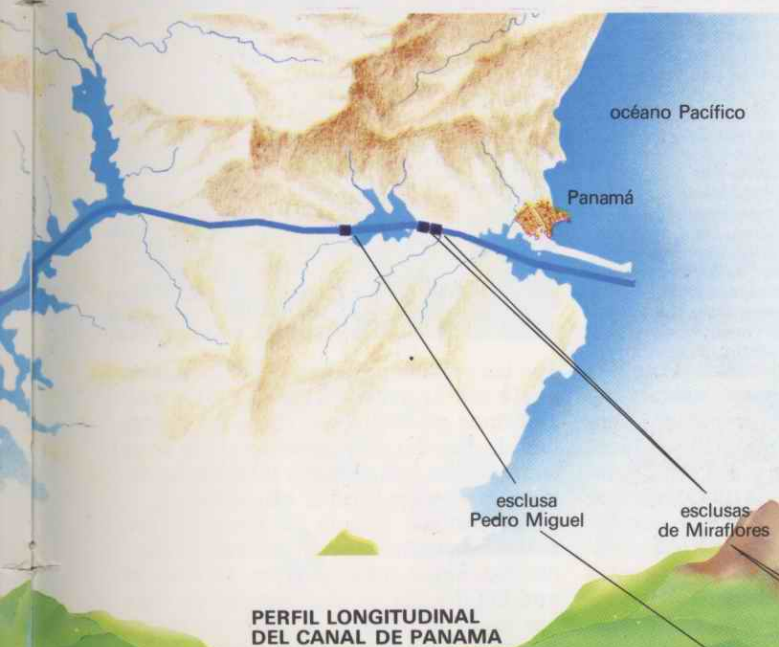 océano Pacífico
Panamá
esclusa
Pedro Miguel
esclusas
de Miraflores
PERFIL LONGITUDINAL
DEL CANAL DE PANAMA